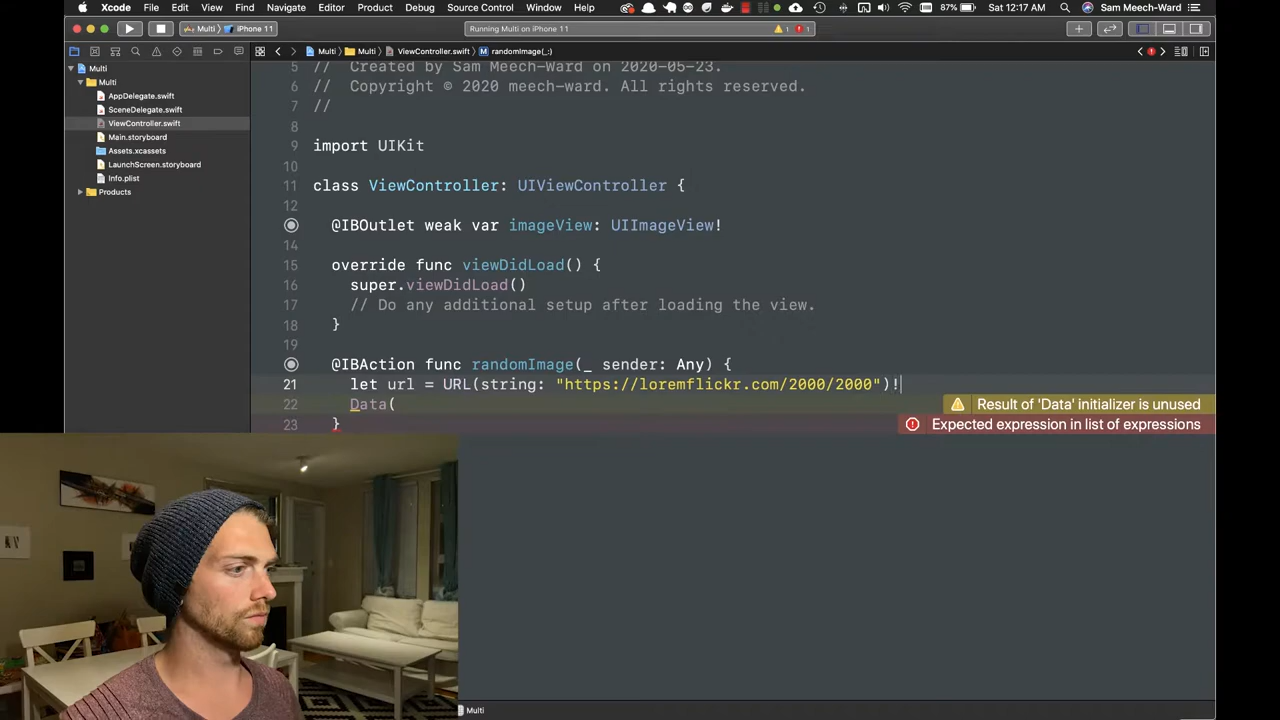 Xcode File Edit View Find Navigate Editor Product Debug Source Control Window Help 87% Sat 12:17 AM Sam Meech-Ward
Multi iPhone 11 Running Multi on iPhone 11 1 1
Multi Multi ViewController.swift M randomImage(_:)
Multi
Multi
AppDelegate.swift
SceneDelegate.swift
ViewController.swift
Main.storyboard
Assets.xcassets
LaunchScreen.storyboard
Info.plist
Products
5 // Created by Sam Meech-Ward on 2020-05-23.
6 // Copyright © 2020 meech-ward. All rights reserved.
7 //
8
9 import UIKit
10
11 class ViewController: UIViewController {
12
@IBOutlet weak var imageView: UIImageView!
14
15 override func viewDidLoad() {
16 super.viewDidLoad()
17 // Do any additional setup after loading the view.
18 }
19
@IBAction func randomImage(_ sender: Any) {
21 let url = URL(string: "https://loremflickr.com/2000/2000")!
22 Data( Result of 'Data' initializer is unused
23 } Expected expression in list of expressions
Multi